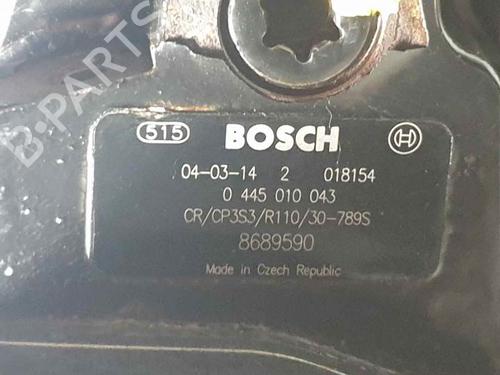 B-PARTS
515 BOSCH
04-03-14 2 018154
0 445 010 043
CR/CP3S3/R110/30-789S
8689590
Made in Czech Republic